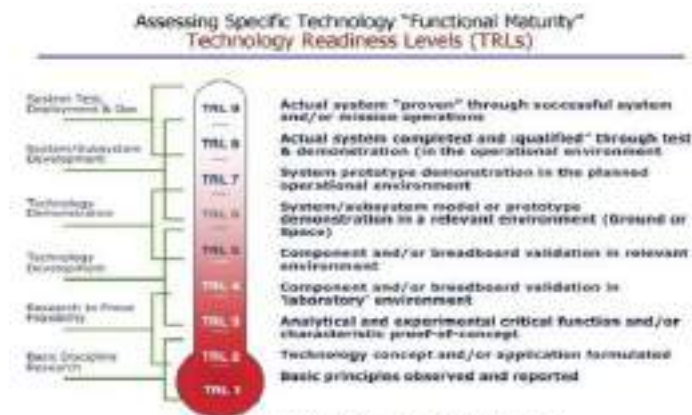 Assessing Specific Technology "Functional Maturity"
Technology Readiness Levels (TRLs)
System Test,
Deployment & Use
System/Subsystem
Development
Technology
Demonstration
Technology
Development
Research to Prove
Feasibility
Basic Discipline
Research
TRL 9
TRL 8
TRL 7
TRL 6
TRL 5
TRL 4
TRL 3
TRL 2
TRL 1
Actual system "proven" through successful system
and/or mission operations
Actual system completed and :qualified" through test
& demonstration (in the operational environment
System prototype demonstration in the planned
operational environment
System/subsystem model or prototype
demonstration in a relevant environment (Ground or
Space)
Component and/or breadboard validation in relevant
environment
Component and/or breadboard validation in
'laboratory' environment
Analytical and experimental critical function and/or
characteristic proof-of-concept
Technology concept and/or application formulated
Basic principles observed and reported